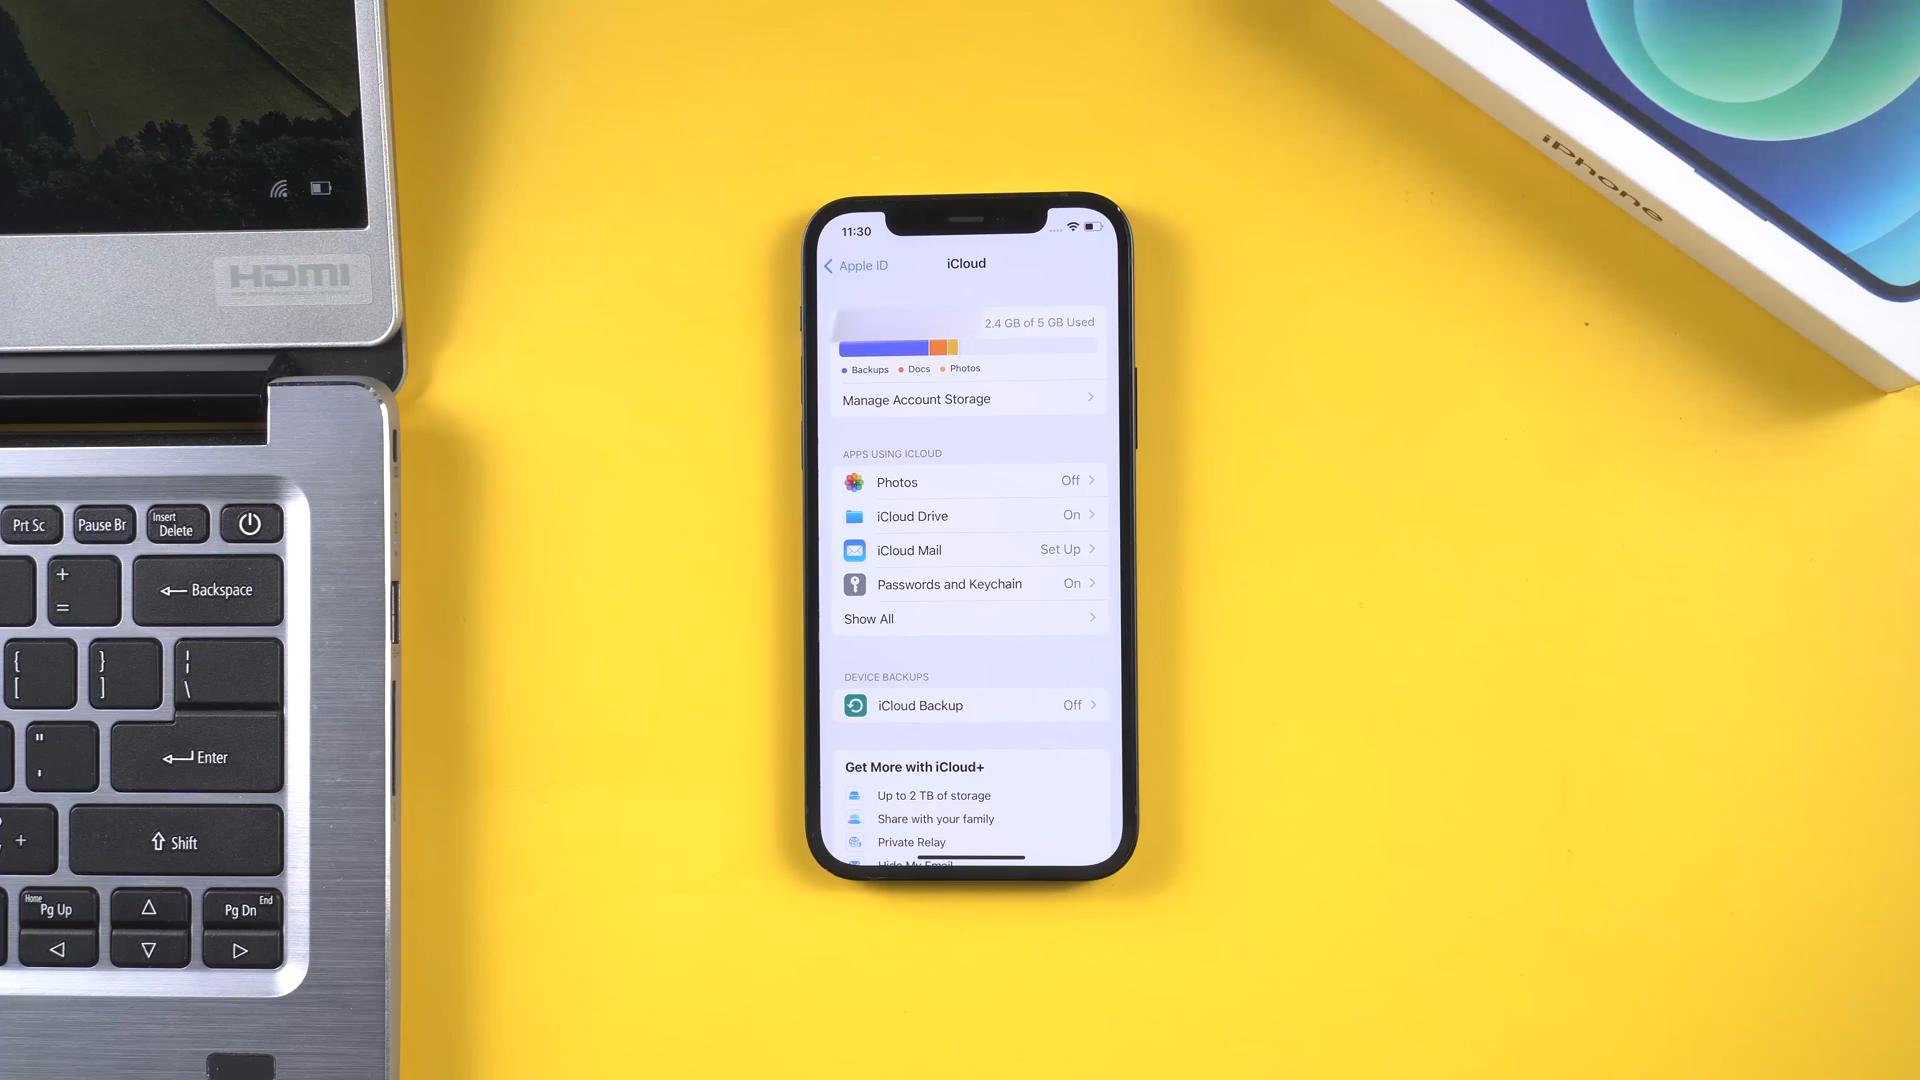 HDMI
Prt Sc
Pause Br
Insert
Delete
+
=
Backspace
{
[
}
]
¦
\
"
'
Enter
+
Shift
Home
Pg Up
Pg Dn
End
11:30
Apple ID
iCloud
2.4 GB of 5 GB Used
Backups
Docs
Photos
Manage Account Storage
APPS USING ICLOUD
Photos
Off
iCloud Drive
On
iCloud Mail
Set Up
Passwords and Keychain
On
Show All
DEVICE BACKUPS
iCloud Backup
Off
Get More with iCloud+
Up to 2 TB of storage
Share with your family
Private Relay
Hide My Email
iPhone